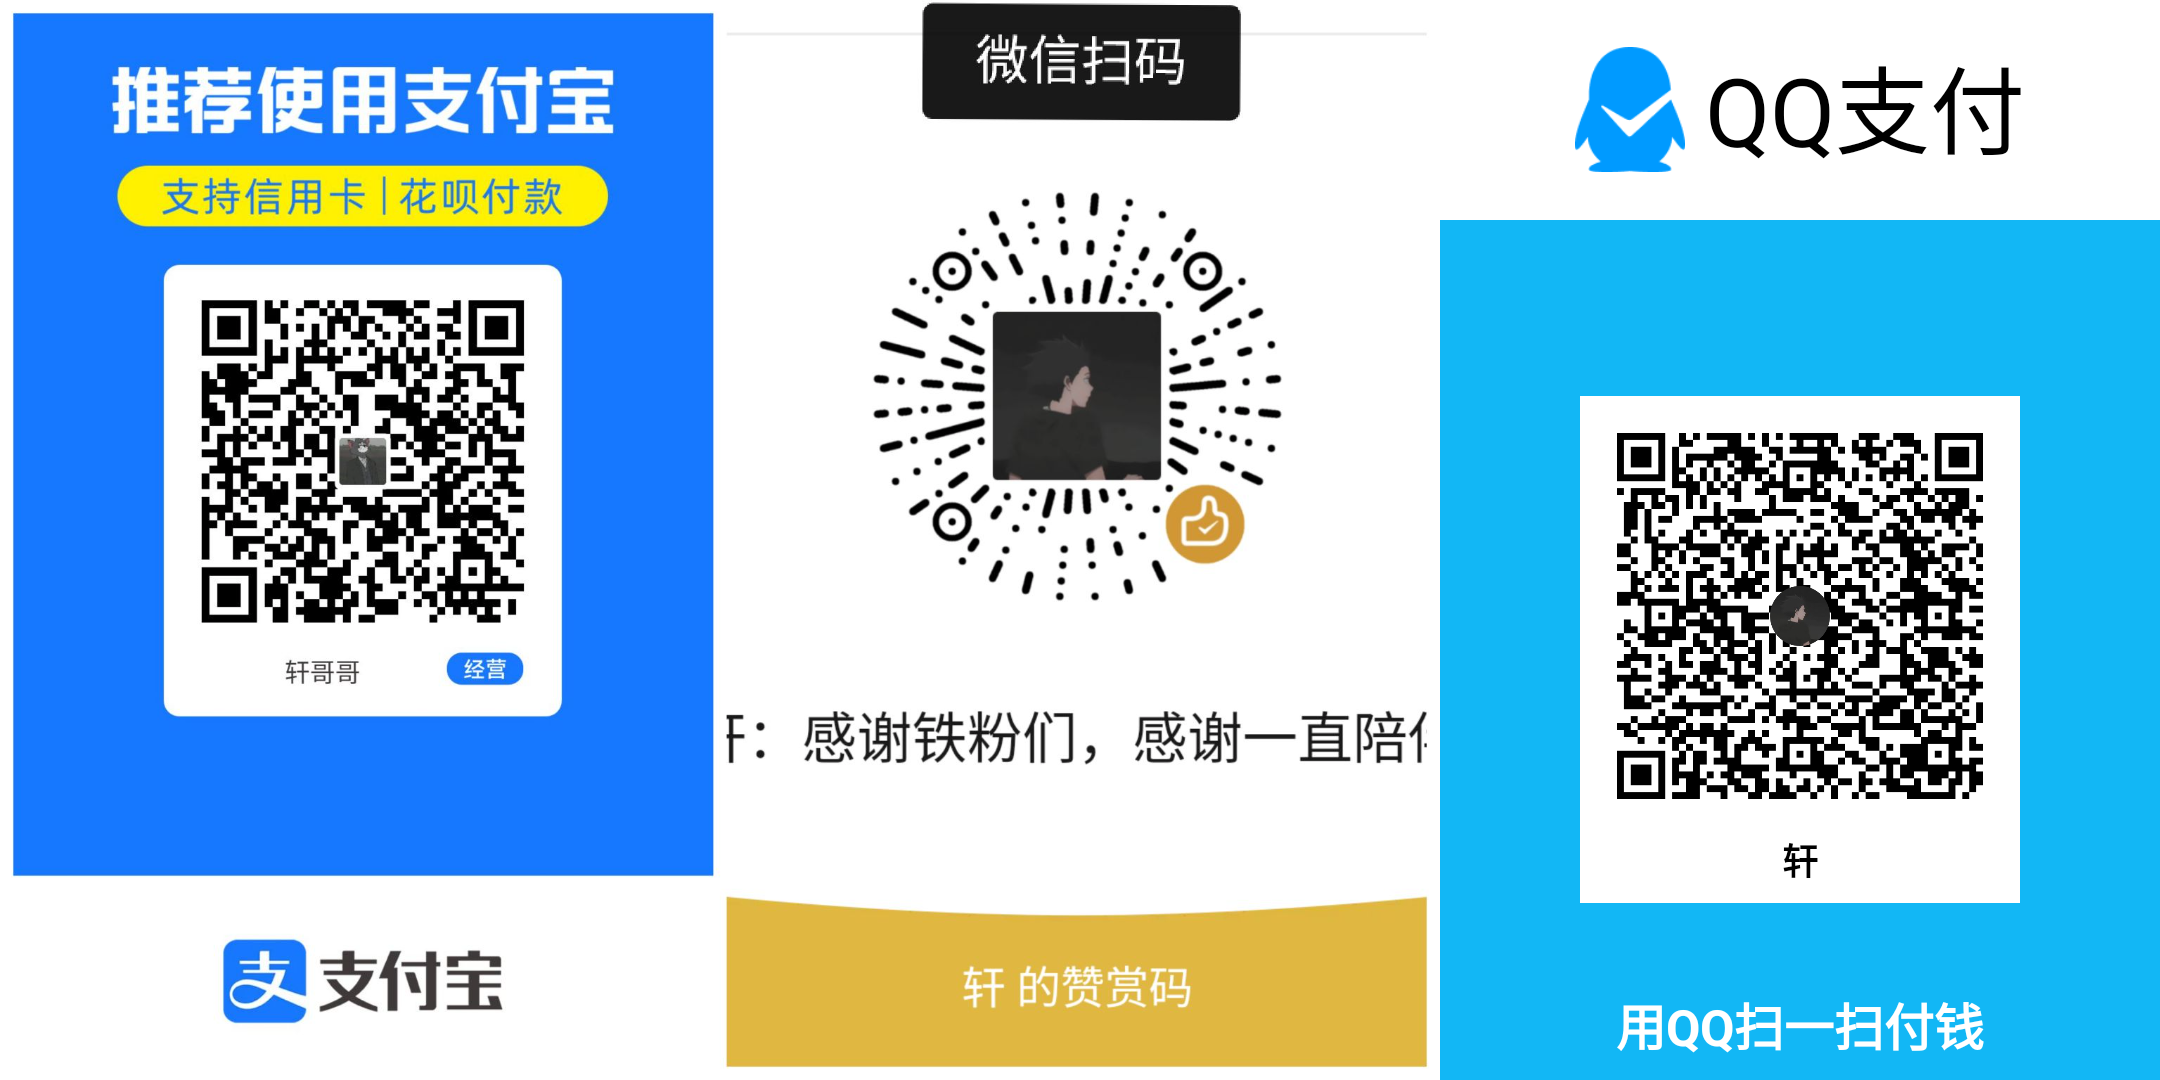 推荐使用支付宝
支持信用卡|花呗付款
轩哥哥
经营
支付宝
微信扫码
：感谢铁粉们，感谢一直陪
轩 的赞赏码
QQ支付
轩
用QQ扫一扫付钱